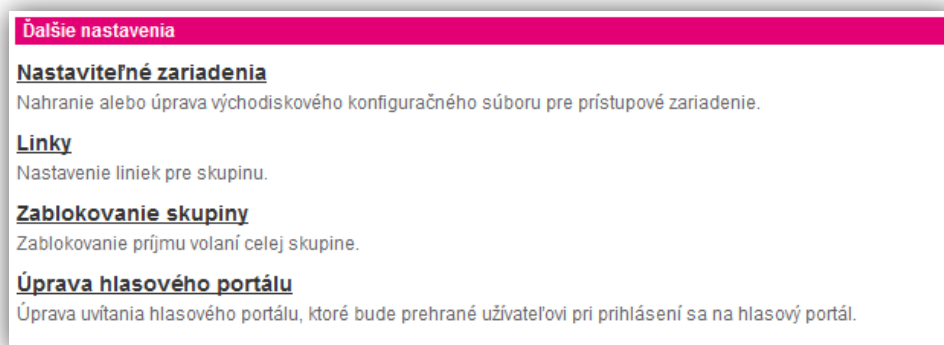 Ďalšie nastavenia
Nastaviteľné zariadenia
Nahranie alebo úprava východiskového konfiguračného súboru pre prístupové zariadenie.
Linky
Nastavenie liniek pre skupinu.
Zablokovanie skupiny
Zablokovanie príjmu volaní celej skupine.
Úprava hlasového portálu
Úprava uvítania hlasového portálu, ktoré bude prehrané užívateľovi pri prihlásení sa na hlasový portál.